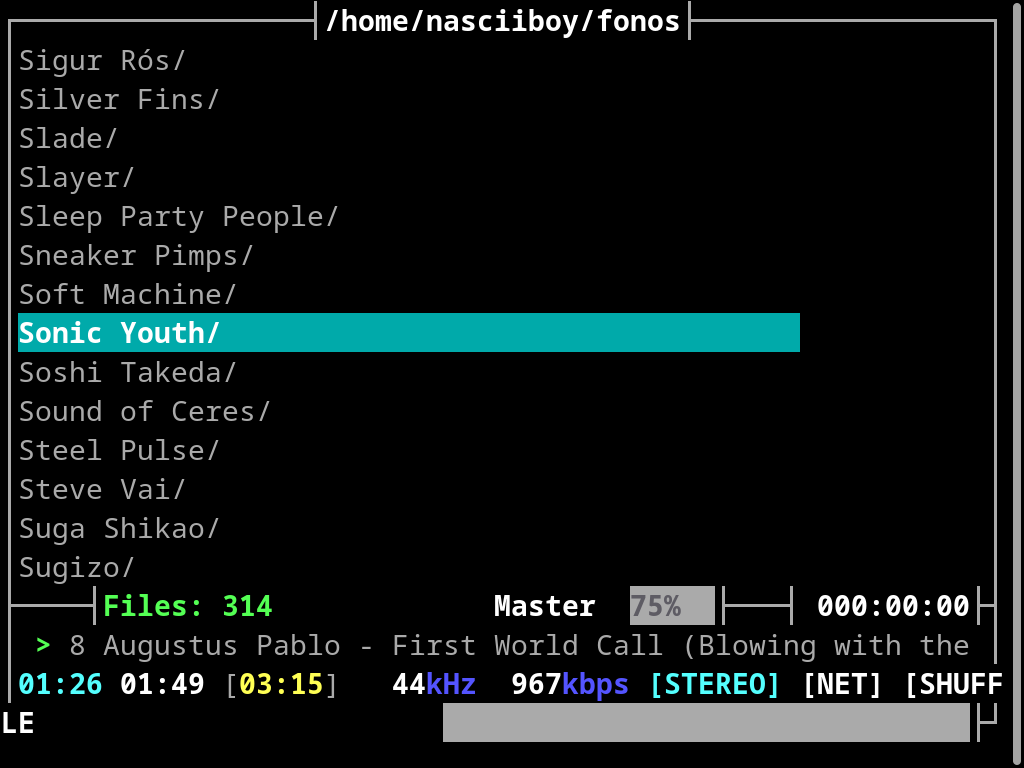 /home/nasciiboy/fonos
Sigur Rós/
Silver Fins/
Slade/
Slayer/
Sleep Party People/
Sneaker Pimps/
Soft Machine/
Sonic Youth/
Soshi Takeda/
Sound of Ceres/
Steel Pulse/
Steve Vai/
Suga Shikao/
Sugizo/
Files: 314 Master 75% 000:00:00
> 8 Augustus Pablo - First World Call (Blowing with the
01:26 01:49 [03:15] 44kHz 967kbps [STEREO] [NET] [SHUFF
LE